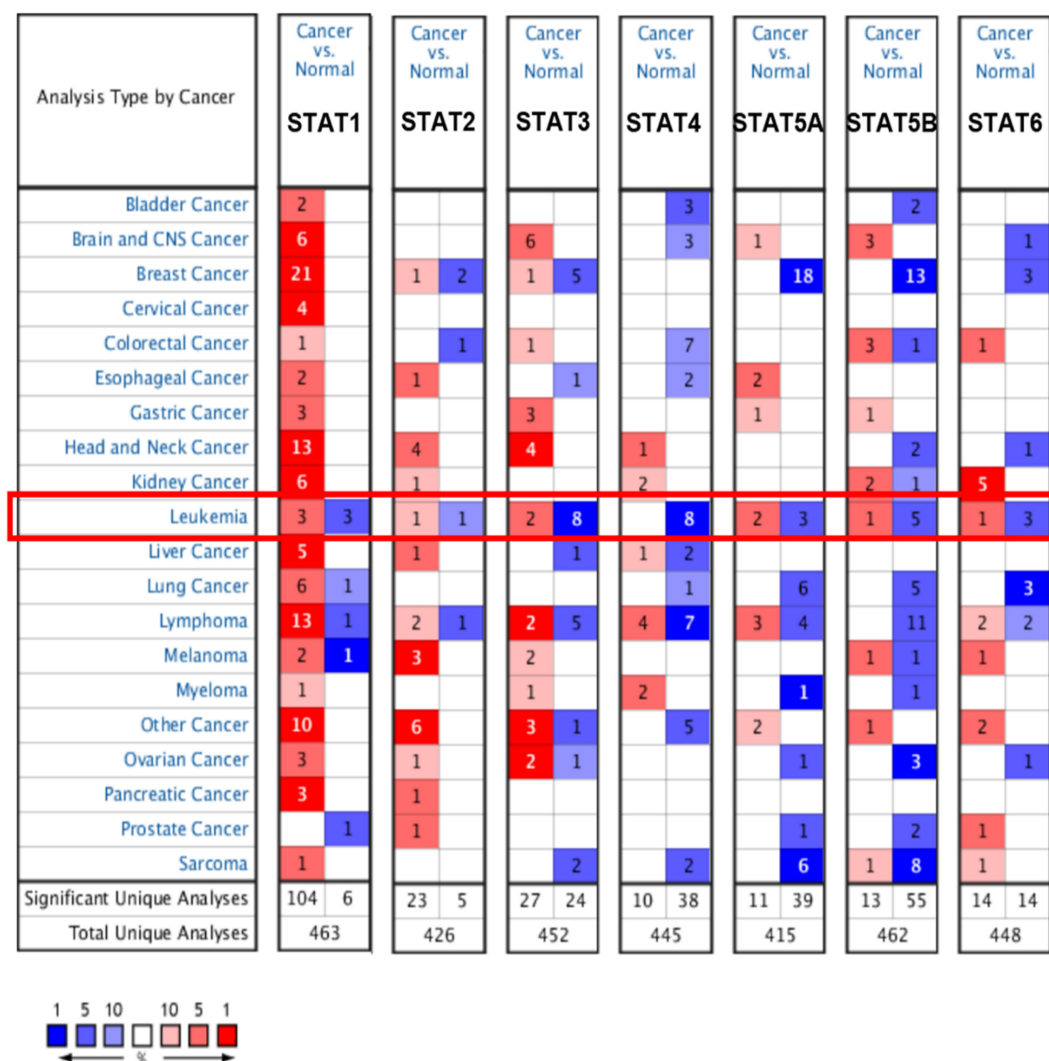 Cancer vs. Normal Cancer vs. Normal Cancer vs. Normal Cancer vs. Normal Cancer vs. Normal Cancer vs. Normal Cancer vs. Normal
Analysis Type by Cancer
STAT1 STAT2 STAT3 STAT4 STAT5A STAT5B STAT6
Bladder Cancer 2 3 2
Brain and CNS Cancer 6 6 3 1 3 1
Breast Cancer 21 1 2 1 5 18 13 3
Cervical Cancer 4
Colorectal Cancer 1 1 1 7 3 1 1
Esophageal Cancer 2 1 1 2 2
Gastric Cancer 3 3 1 1
Head and Neck Cancer 13 4 4 1 2 1
Kidney Cancer 6 1 2 2 1 5
Leukemia 3 3 1 1 2 8 8 2 3 1 5 1 3
Liver Cancer 5 1 1 1 2
Lung Cancer 6 1 1 6 5 3
Lymphoma 13 1 2 1 2 5 4 7 3 4 11 2 2
Melanoma 2 1 3 2 1 1 1
Myeloma 1 1 2 1 1
Other Cancer 10 6 3 1 5 2 1 2
Ovarian Cancer 3 1 2 1 1 3 1
Pancreatic Cancer 3 1
Prostate Cancer 1 1 1 2 1
Sarcoma 1 2 2 6 1 8 1
Significant Unique Analyses 104 6 23 5 27 24 10 38 11 39 13 55 14 14
Total Unique Analyses 463 426 452 445 415 462 448
1 5 10 10 5 1
%